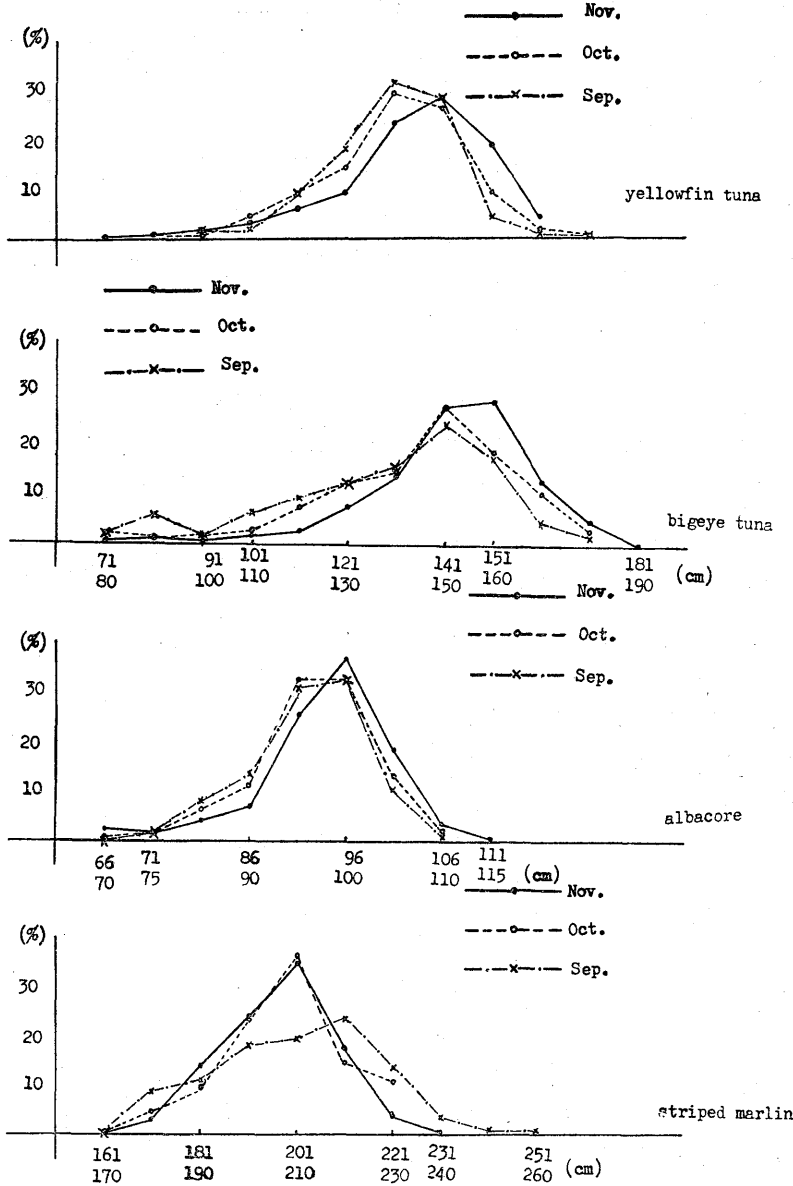 Nov.
(%)
Oct.
30
Sep.
20
10
yellowfin tuna
Nov.
Oct.
(%)
Sep.
30
20
10
bigeye tuna
71 91 101 121 141 151 181
80 100 110 130 150 160 190 (cm)
Nov.
(%)
Oct.
30
Sep.
20
10
albacore
66 71 86 96 106 111
70 75 90 100 110 115 (cm)
Nov.
(%)
Oct.
30
Sep.
20
10
striped marlin
161 181 201 221 231 251
170 190 210 230 240 260 (cm)